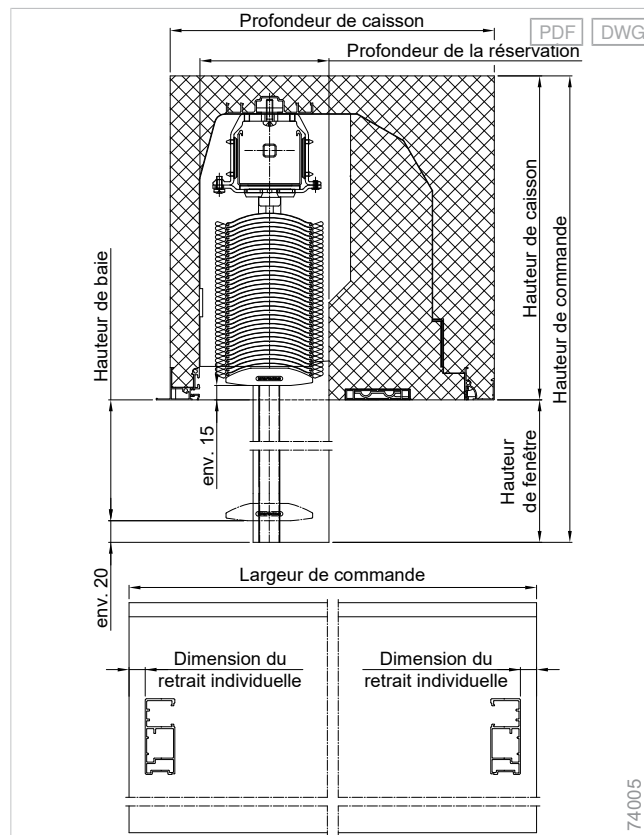 Profondeur de caisson
PDF
DWG
Profondeur de la réservation
Hauteur de baie
Hauteur de caisson
Hauteur de commande
env. 15
Hauteur
de fenêtre
env. 20
Largeur de commande
Dimension du
retrait individuelle
Dimension du
retrait individuelle
74005